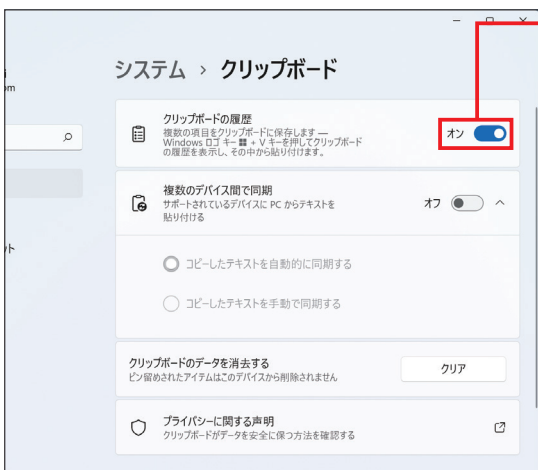 システム › クリップボード
クリップボードの履歴
複数の項目をクリップボードに保存します —
Windows ロゴ キー + V キーを押してクリップボード
の履歴を表示し、その中から貼り付けます。
オン
複数のデバイス間で同期
サポートされているデバイスに PC からテキストを
貼り付ける
オフ
コピーしたテキストを自動的に同期する
コピーしたテキストを手動で同期する
クリップボードのデータを消去する
ピン留めされたアイテムはこのデバイスから削除されません
クリア
プライバシーに関する声明
クリップボードがデータを安全に保つ方法を確認する